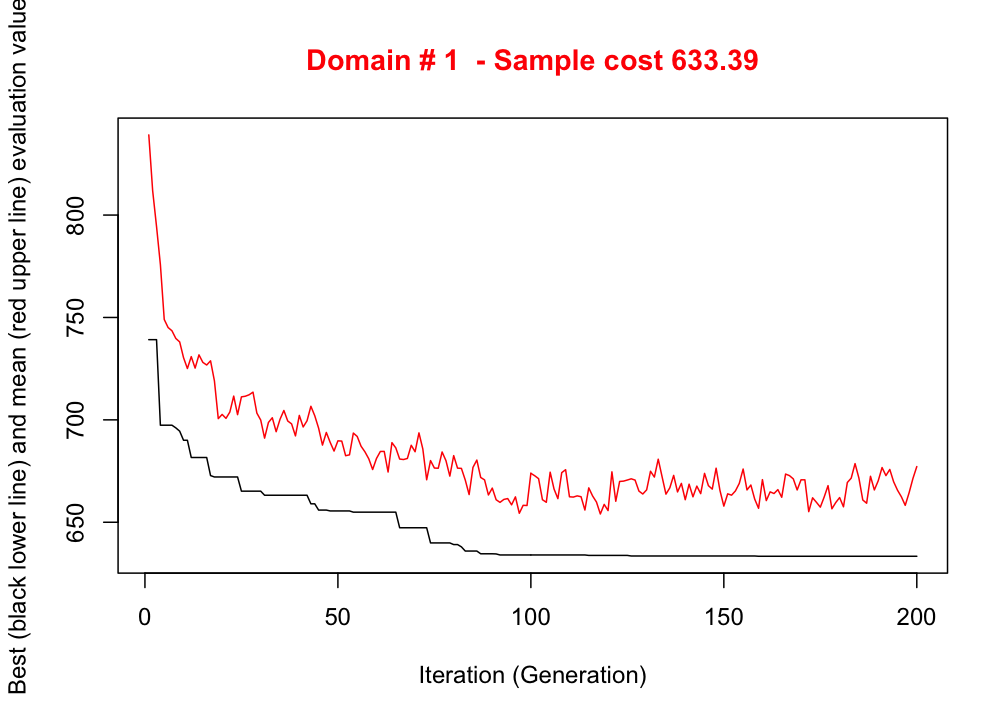 Domain # 1  - Sample cost 633.39
Best (black lower line) and mean (red upper line) evaluation value
800
750
700
650
0 50 100 150 200
Iteration (Generation)